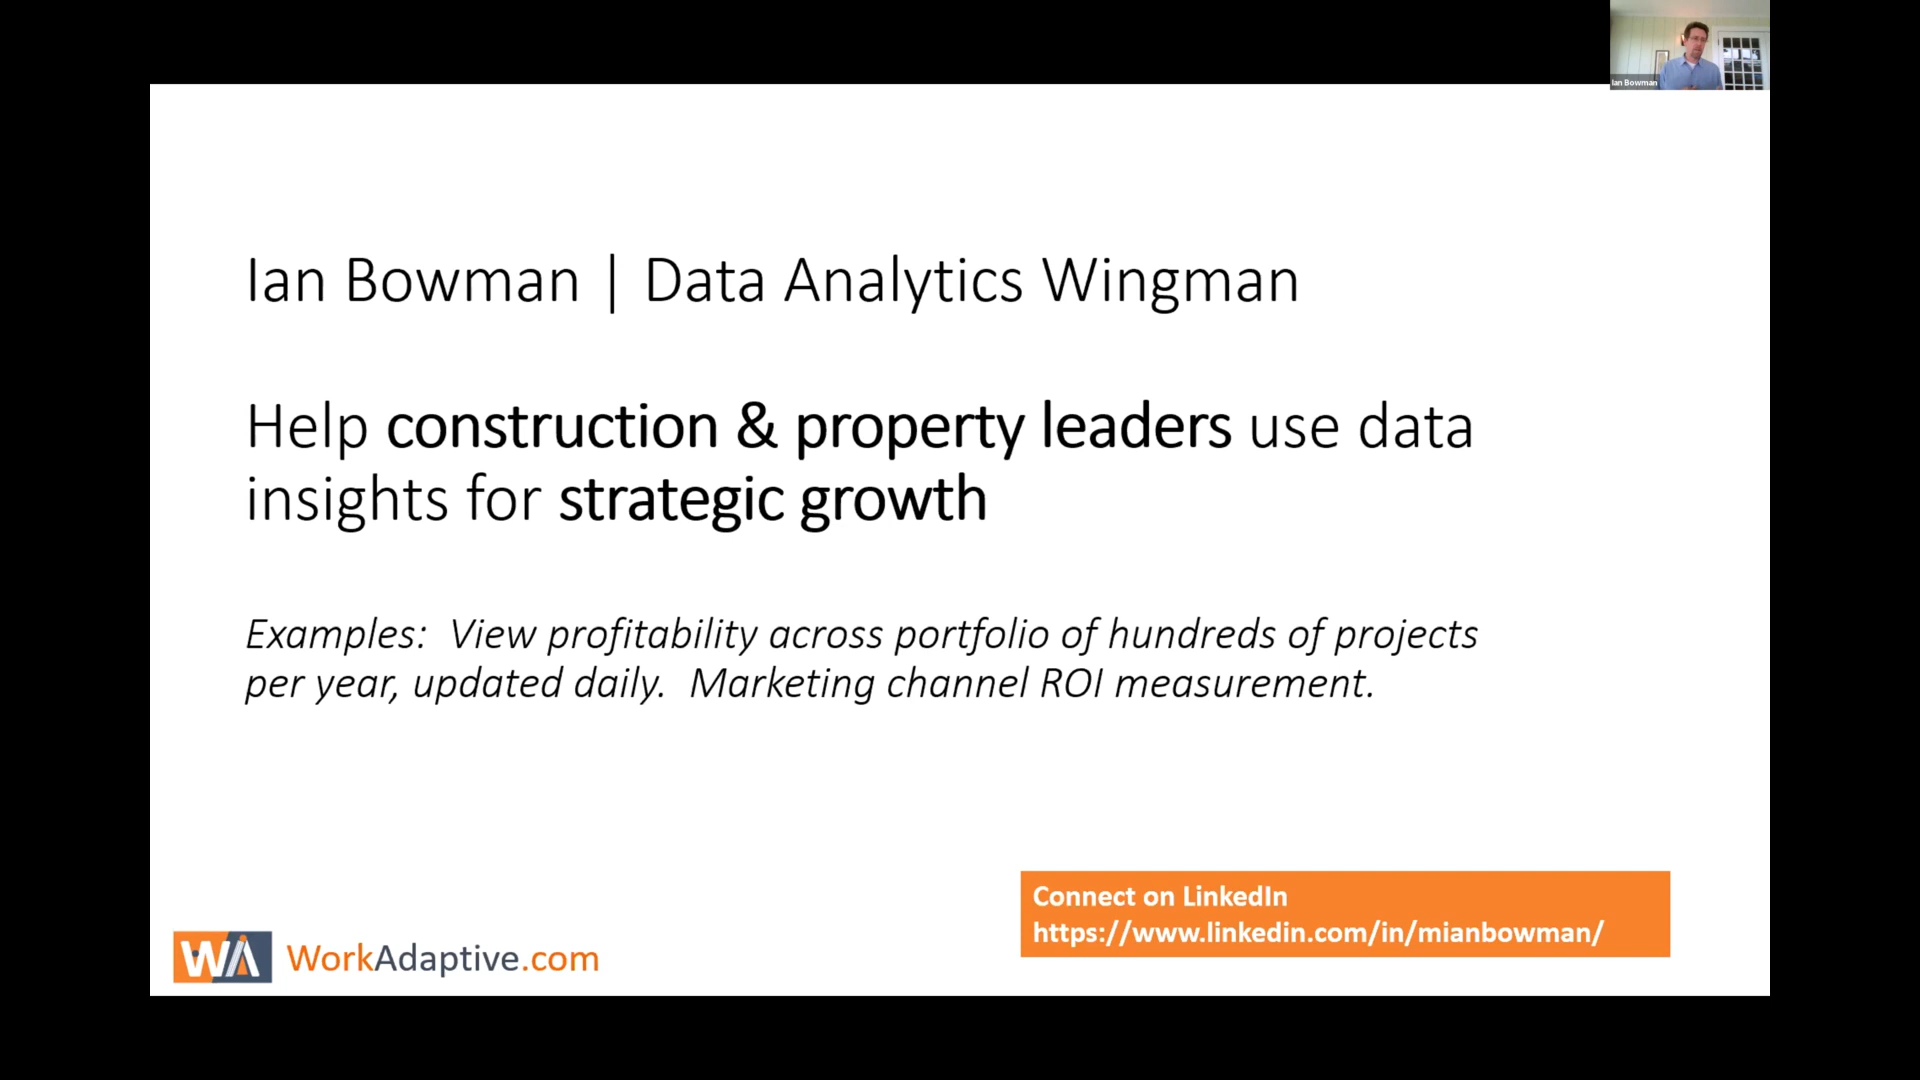 Ian Bowman
Ian Bowman | Data Analytics Wingman
Help construction & property leaders use data
insights for strategic growth
Examples:  View profitability across portfolio of hundreds of projects
per year, updated daily.  Marketing channel ROI measurement.
Connect on LinkedIn
https://www.linkedin.com/in/mianbowman/
WA WorkAdaptive.com